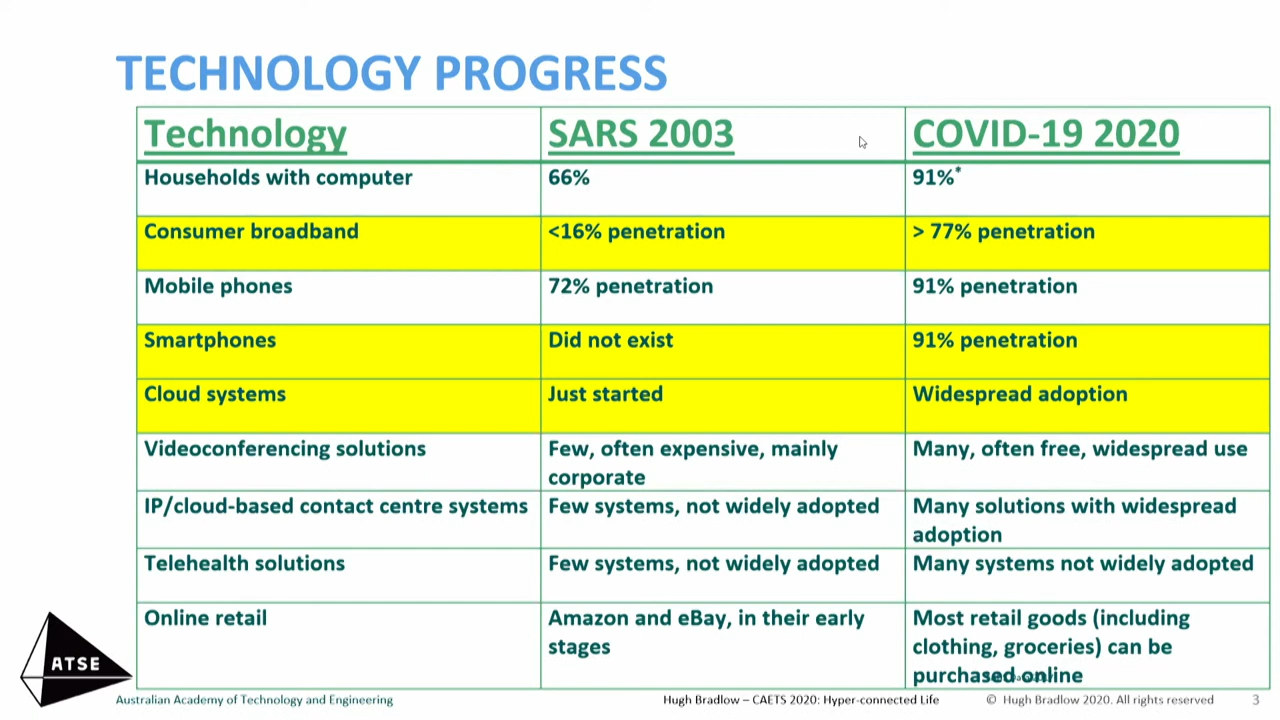 TECHNOLOGY PROGRESS
Technology SARS 2003 COVID-19 2020
Households with computer 66% 91%*
Consumer broadband <16% penetration > 77% penetration
Mobile phones 72% penetration 91% penetration
Smartphones Did not exist 91% penetration
Cloud systems Just started Widespread adoption
Videoconferencing solutions Few, often expensive, mainly Many, often free, widespread use
corporate
IP/cloud-based contact centre systems Few systems, not widely adopted Many solutions with widespread
adoption
Telehealth solutions Few systems, not widely adopted Many systems not widely adopted
Online retail Amazon and eBay, in their early Most retail goods (including
stages clothing, groceries) can be
purchased online
ATSE
Australian Academy of Technology and Engineering Hugh Bradlow – CAETS 2020: Hyper-connected Life © Hugh Bradlow 2020. All rights reserved 3